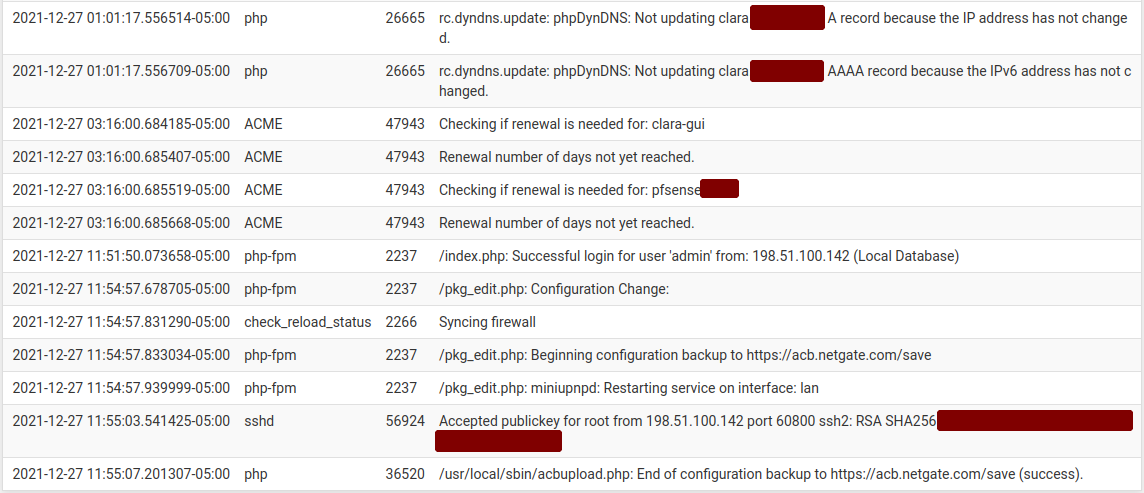 2021-12-27 01:01:17.556514-05:00 php 26665 rc.dyndns.update: phpDynDNS: Not updating clara A record because the IP address has not change
d.
2021-12-27 01:01:17.556709-05:00 php 26665 rc.dyndns.update: phpDynDNS: Not updating clara AAAA record because the IPv6 address has not c
hanged.
2021-12-27 03:16:00.684185-05:00 ACME 47943 Checking if renewal is needed for: clara-gui
2021-12-27 03:16:00.685407-05:00 ACME 47943 Renewal number of days not yet reached.
2021-12-27 03:16:00.685519-05:00 ACME 47943 Checking if renewal is needed for: pfsense
2021-12-27 03:16:00.685668-05:00 ACME 47943 Renewal number of days not yet reached.
2021-12-27 11:51:50.073658-05:00 php-fpm 2237 /index.php: Successful login for user 'admin' from: 198.51.100.142 (Local Database)
2021-12-27 11:54:57.678705-05:00 php-fpm 2237 /pkg_edit.php: Configuration Change:
2021-12-27 11:54:57.831290-05:00 check_reload_status 2266 Syncing firewall
2021-12-27 11:54:57.833034-05:00 php-fpm 2237 /pkg_edit.php: Beginning configuration backup to https://acb.netgate.com/save
2021-12-27 11:54:57.939999-05:00 php-fpm 2237 /pkg_edit.php: miniupnpd: Restarting service on interface: lan
2021-12-27 11:55:03.541425-05:00 sshd 56924 Accepted publickey for root from 198.51.100.142 port 60800 ssh2: RSA SHA256
2021-12-27 11:55:07.201307-05:00 php 36520 /usr/local/sbin/acbupload.php: End of configuration backup to https://acb.netgate.com/save (success).